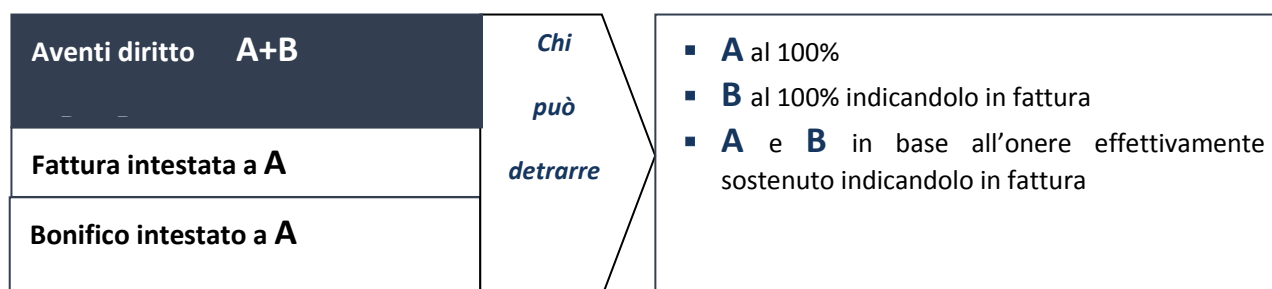 Aventi diritto A+B
Fattura intestata a A
Bonifico intestato a A
Chi
può
detrarre
▪ A al 100%
▪ B al 100% indicandolo in fattura
▪ A e B in base all'onere effettivamente
sostenuto indicandolo in fattura